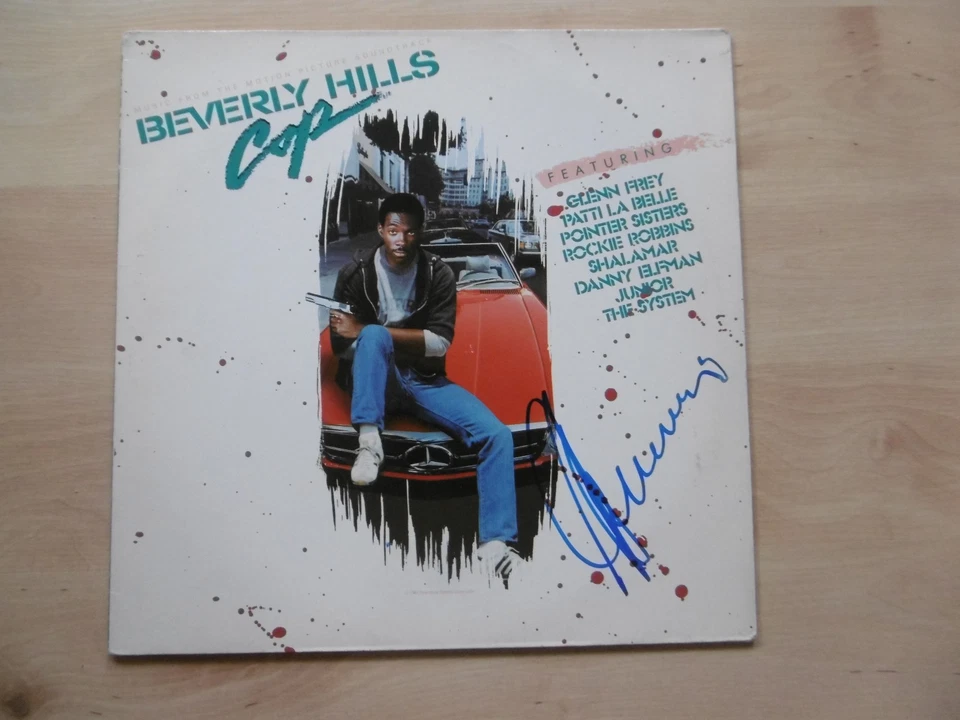 MUSIC FROM THE MOTION PICTURE SOUNDTRACK
BEVERLY HILLS
Cop
FEATURING
GLENN FREY
PATTI LA BELLE
POINTER SISTERS
ROCKIE ROBBINS
SHALAMAR
DANNY ELFMAN
JUNIOR
THE SYSTEM